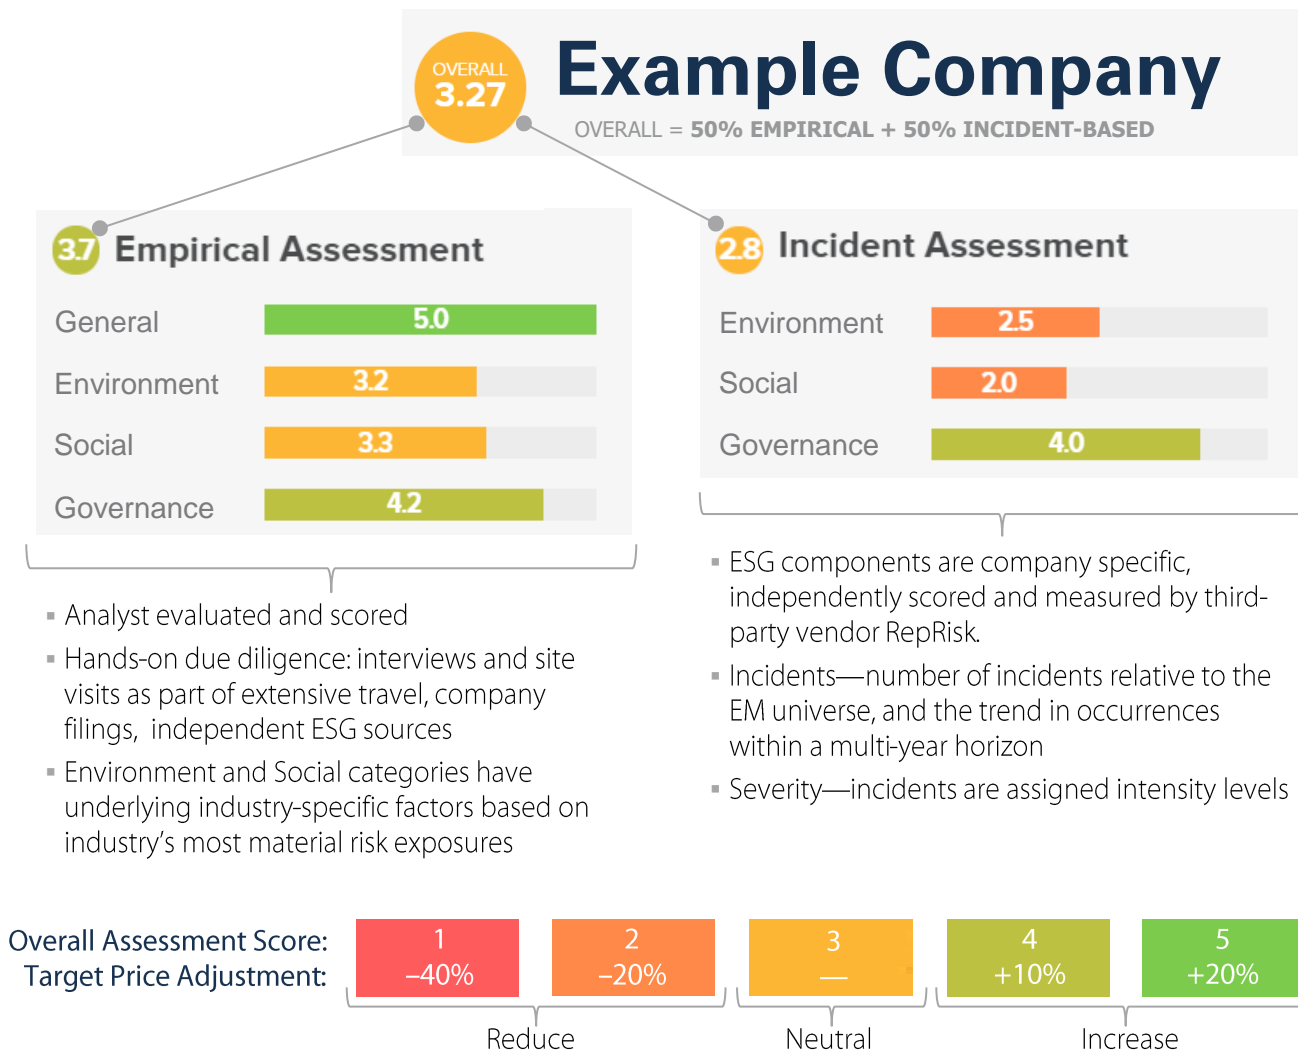 OVERALL
3.27
Example Company
OVERALL = 50% EMPIRICAL + 50% INCIDENT-BASED
3.7 Empirical Assessment
General 5.0
Environment 3.2
Social 3.3
Governance 4.2
▪ Analyst evaluated and scored
▪ Hands-on due diligence: interviews and site
visits as part of extensive travel, company
filings, independent ESG sources
▪ Environment and Social categories have
underlying industry-specific factors based on
industry’s most material risk exposures
2.8 Incident Assessment
Environment 2.5
Social 2.0
Governance 4.0
▪ ESG components are company specific,
independently scored and measured by third-
party vendor RepRisk.
▪ Incidents—number of incidents relative to the
EM universe, and the trend in occurrences
within a multi-year horizon
▪ Severity—incidents are assigned intensity levels
Overall Assessment Score: 1 2 3 4 5
Target Price Adjustment: –40% –20% — +10% +20%
Reduce Neutral Increase